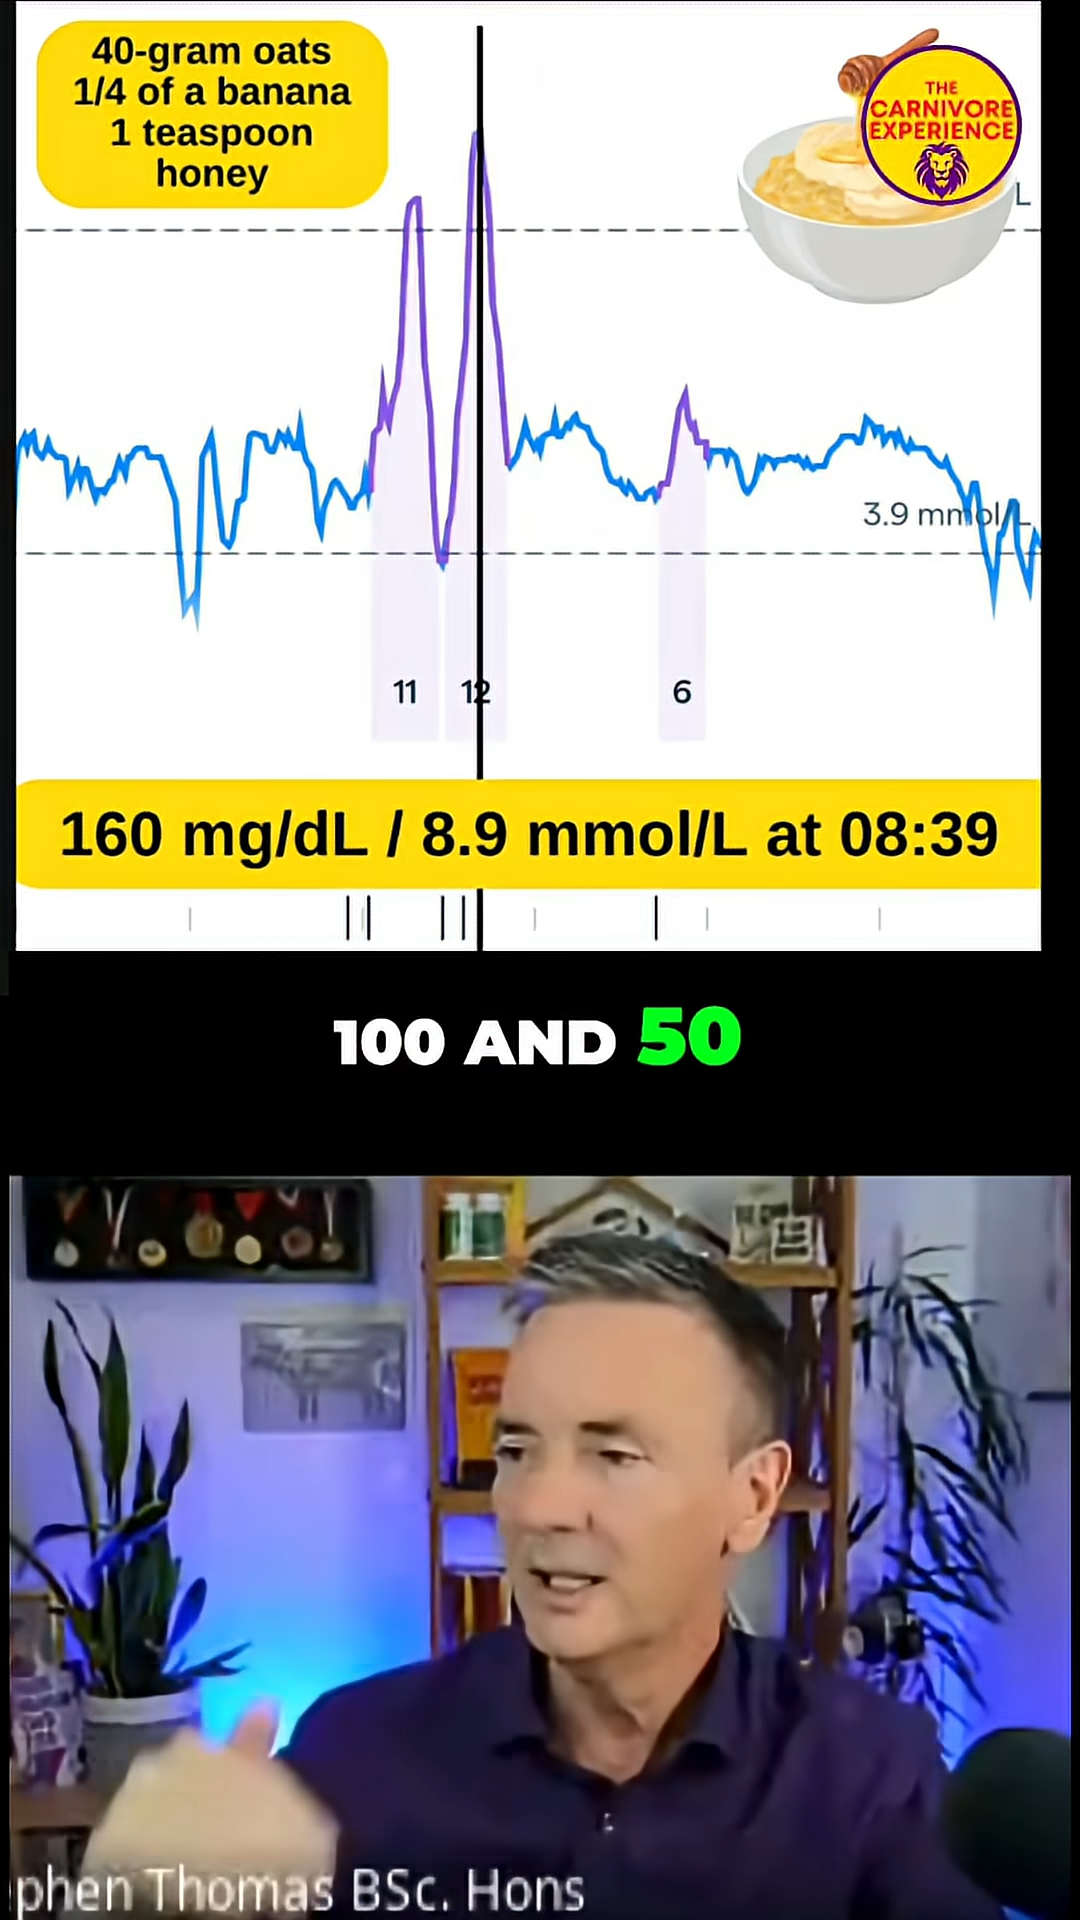 40-gram oats
1/4 of a banana
1 teaspoon
honey
THE
CARNIVORE
EXPERIENCE
L
3.9 mmol/L
11
12
6
160 mg/dL / 8.9 mmol/L at 08:39
100 AND 50
phen Thomas BSc. Hons